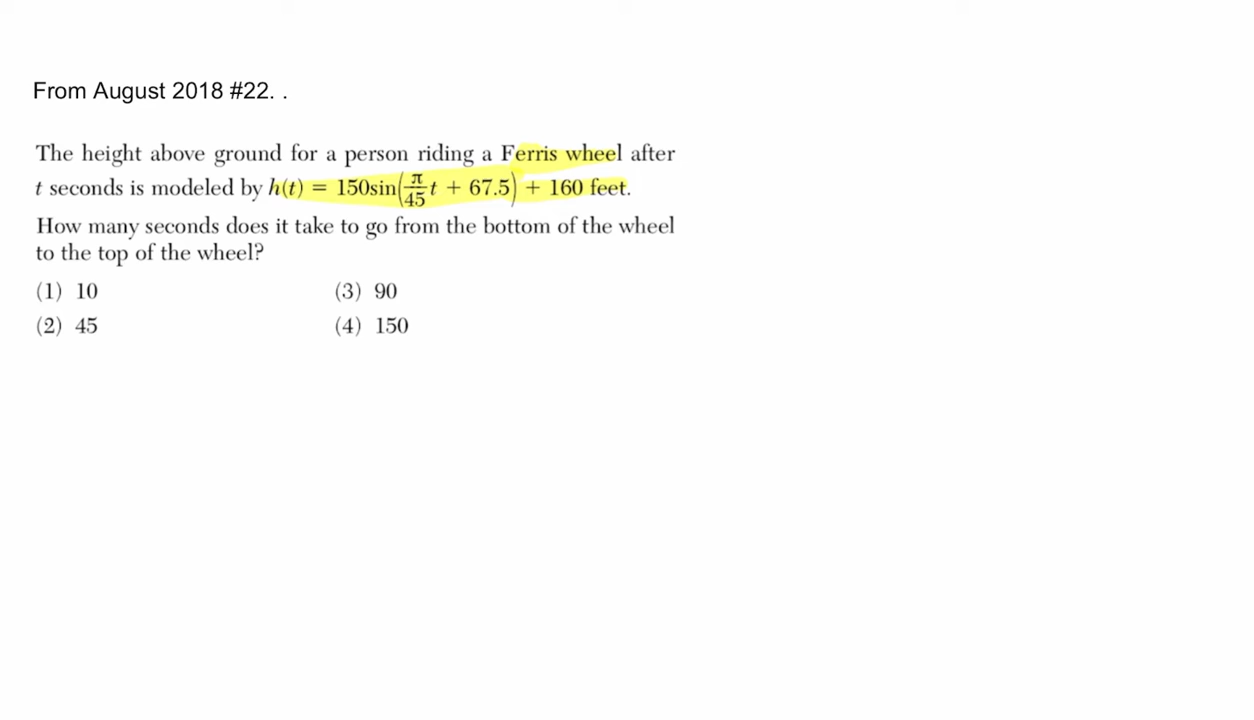 From August 2018 #22. .
The height above ground for a person riding a Ferris wheel after
t seconds is modeled by h(t) = 150sin(π/45 t + 67.5) + 160 feet.
How many seconds does it take to go from the bottom of the wheel
to the top of the wheel?
(1) 10 (3) 90
(2) 45 (4) 150